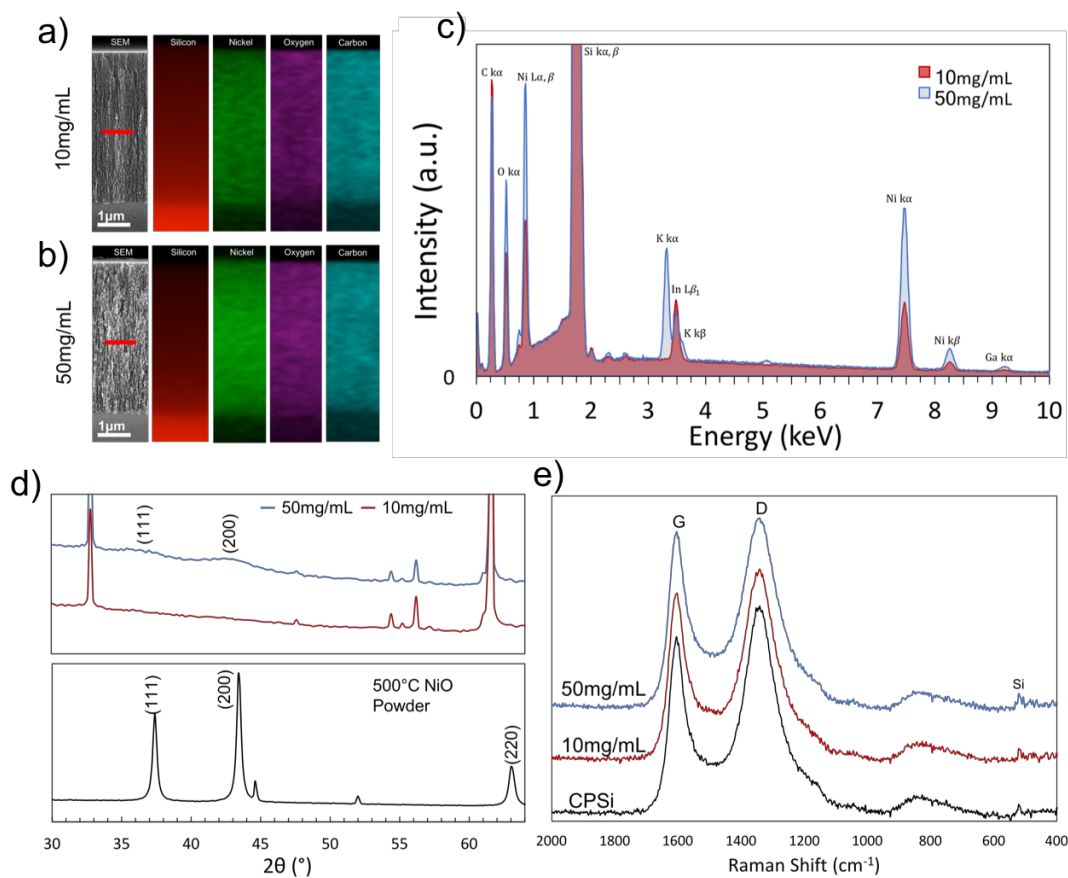 a)
SEM
Silicon
Nickel
Oxygen
Carbon
10mg/mL
1μm
b)
SEM
Silicon
Nickel
Oxygen
Carbon
50mg/mL
1μm
c)
Intensity (a.u.)
0
C kα
O kα
Ni Lα, β
Si kα, β
K kα
In Lβ₁
K kβ
Ni kα
Ni kβ
Ga kα
10mg/mL
50mg/mL
0 1 2 3 4 5 6 7 8 9 10
Energy (keV)
d)
50mg/mL 10mg/mL
(111)
(200)
(111)
(200)
(220)
500°C NiO
Powder
30 35 40 45 50 55 60
2θ (°)
e)
G
D
Si
50mg/mL
10mg/mL
CPSi
2000 1800 1600 1400 1200 1000 800 600 400
Raman Shift (cm⁻¹)